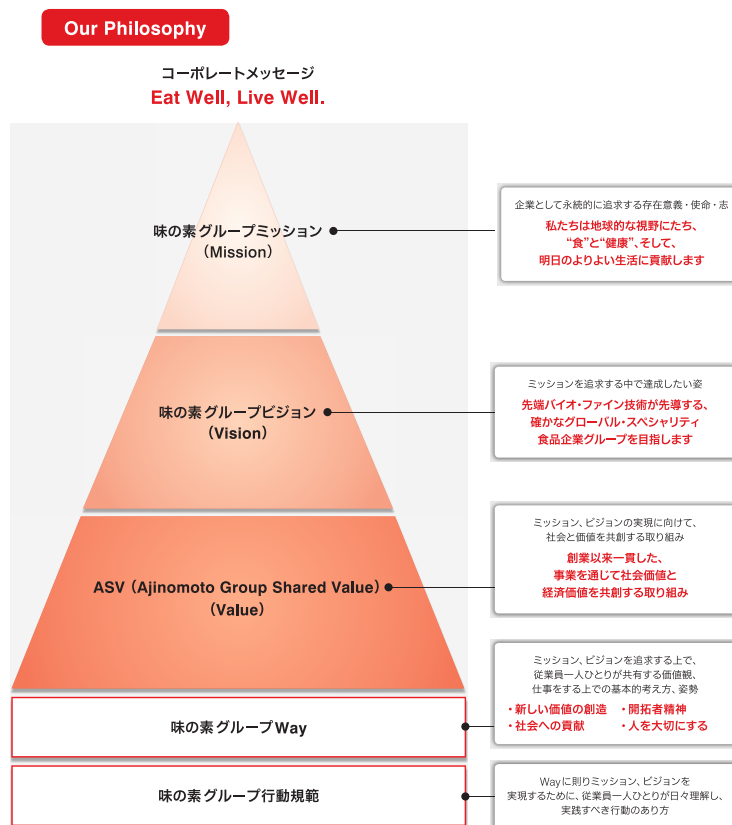 Our Philosophy
コーポレートメッセージ
Eat Well, Live Well.
味の素グループミッション
（Mission）
企業として永続的に追求する存在意義・使命・志
私たちは地球的な視野にたち、
“食”と“健康”、そして、
明日のよりよい生活に貢献します
味の素グループビジョン
（Vision）
ミッションを追求する中で達成したい姿
先端バイオ・ファイン技術が先導する、
確かなグローバル・スペシャリティ
食品企業グループを目指します
ASV（Ajinomoto Group Shared Value）
（Value）
ミッション、ビジョンの実現に向けて、
社会と価値を共創する取り組み
創業以来一貫した、
事業を通じて社会価値と
経済価値を共創する取り組み
味の素グループWay
ミッション、ビジョンを追求する上で、
従業員一人ひとりが共有する価値観、
仕事をする上での基本的考え方、姿勢
・新しい価値の創造 ・開拓者精神
・社会への貢献 ・人を大切にする
味の素グループ行動規範
Wayに則りミッション、ビジョンを
実現するために、従業員一人ひとりが日々理解し、
実践すべき行動のあり方